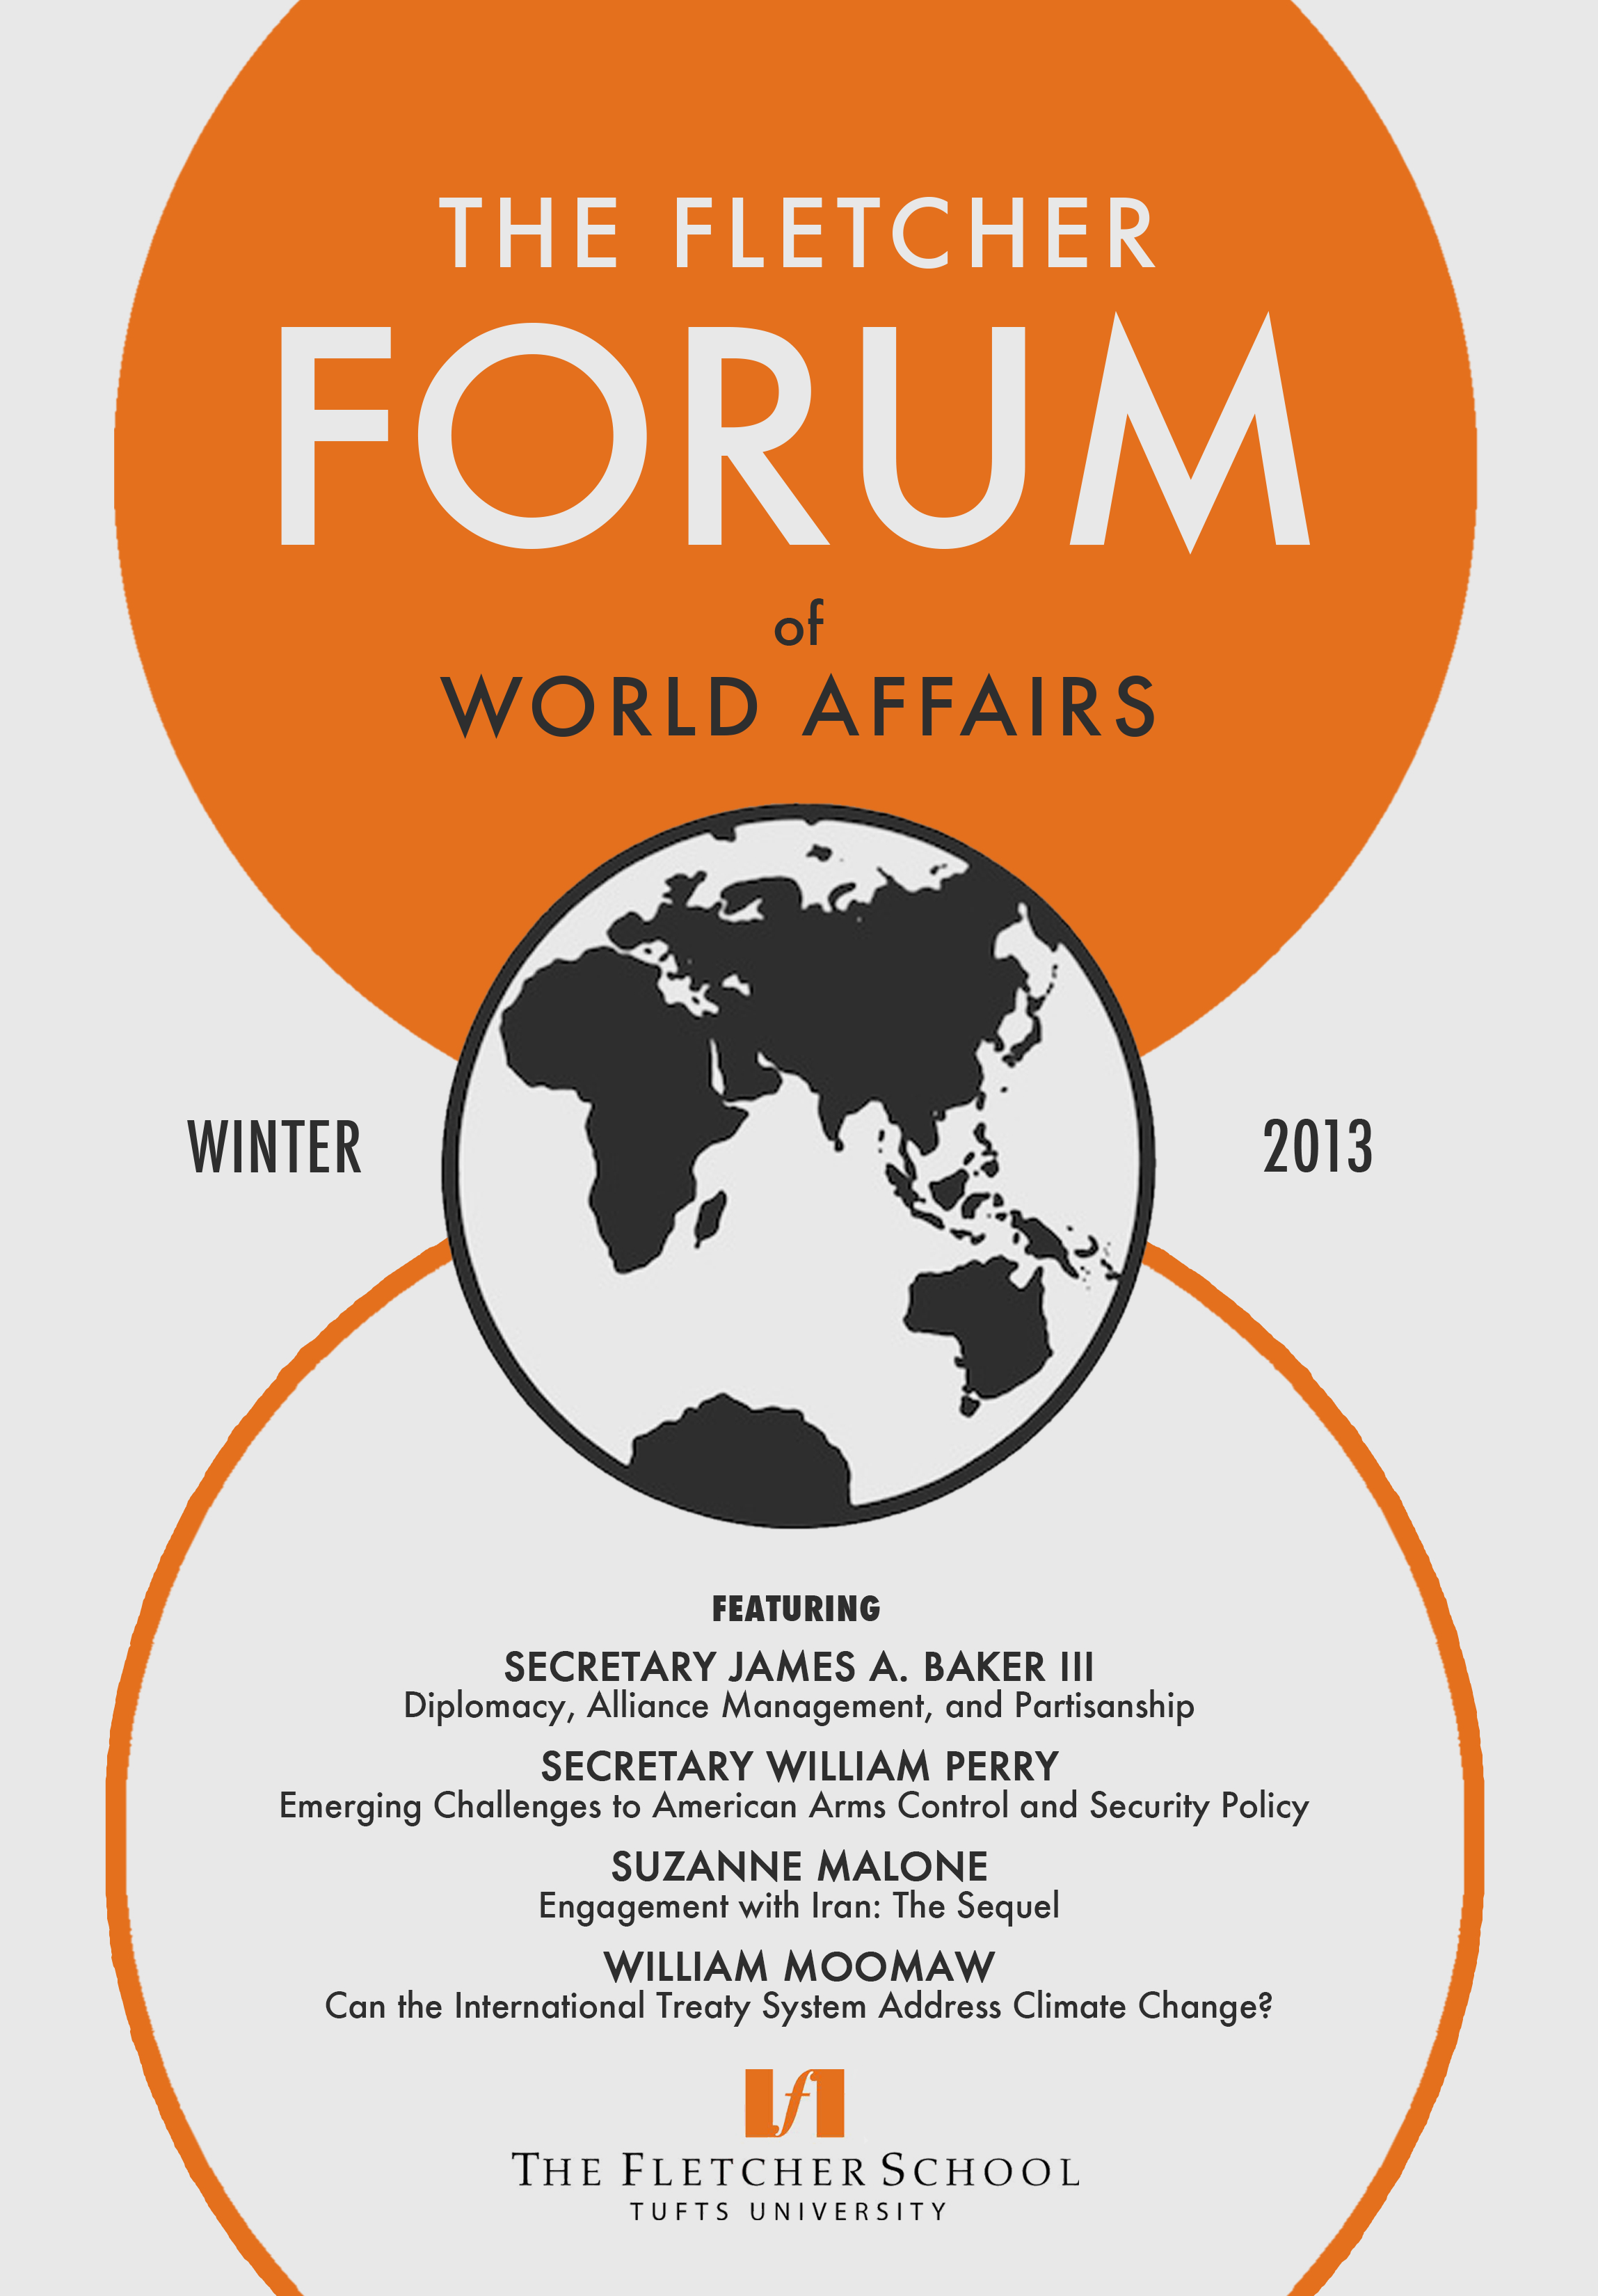 THE FLETCHER
FORUM
of
WORLD AFFAIRS
WINTER
2013
FEATURING
SECRETARY JAMES A. BAKER III
Diplomacy, Alliance Management, and Partisanship
SECRETARY WILLIAM PERRY
Emerging Challenges to American Arms Control and Security Policy
SUZANNE MALONE
Engagement with Iran: The Sequel
WILLIAM MOOMAW
Can the International Treaty System Address Climate Change?
f
THE FLETCHER SCHOOL
TUFTS UNIVERSITY